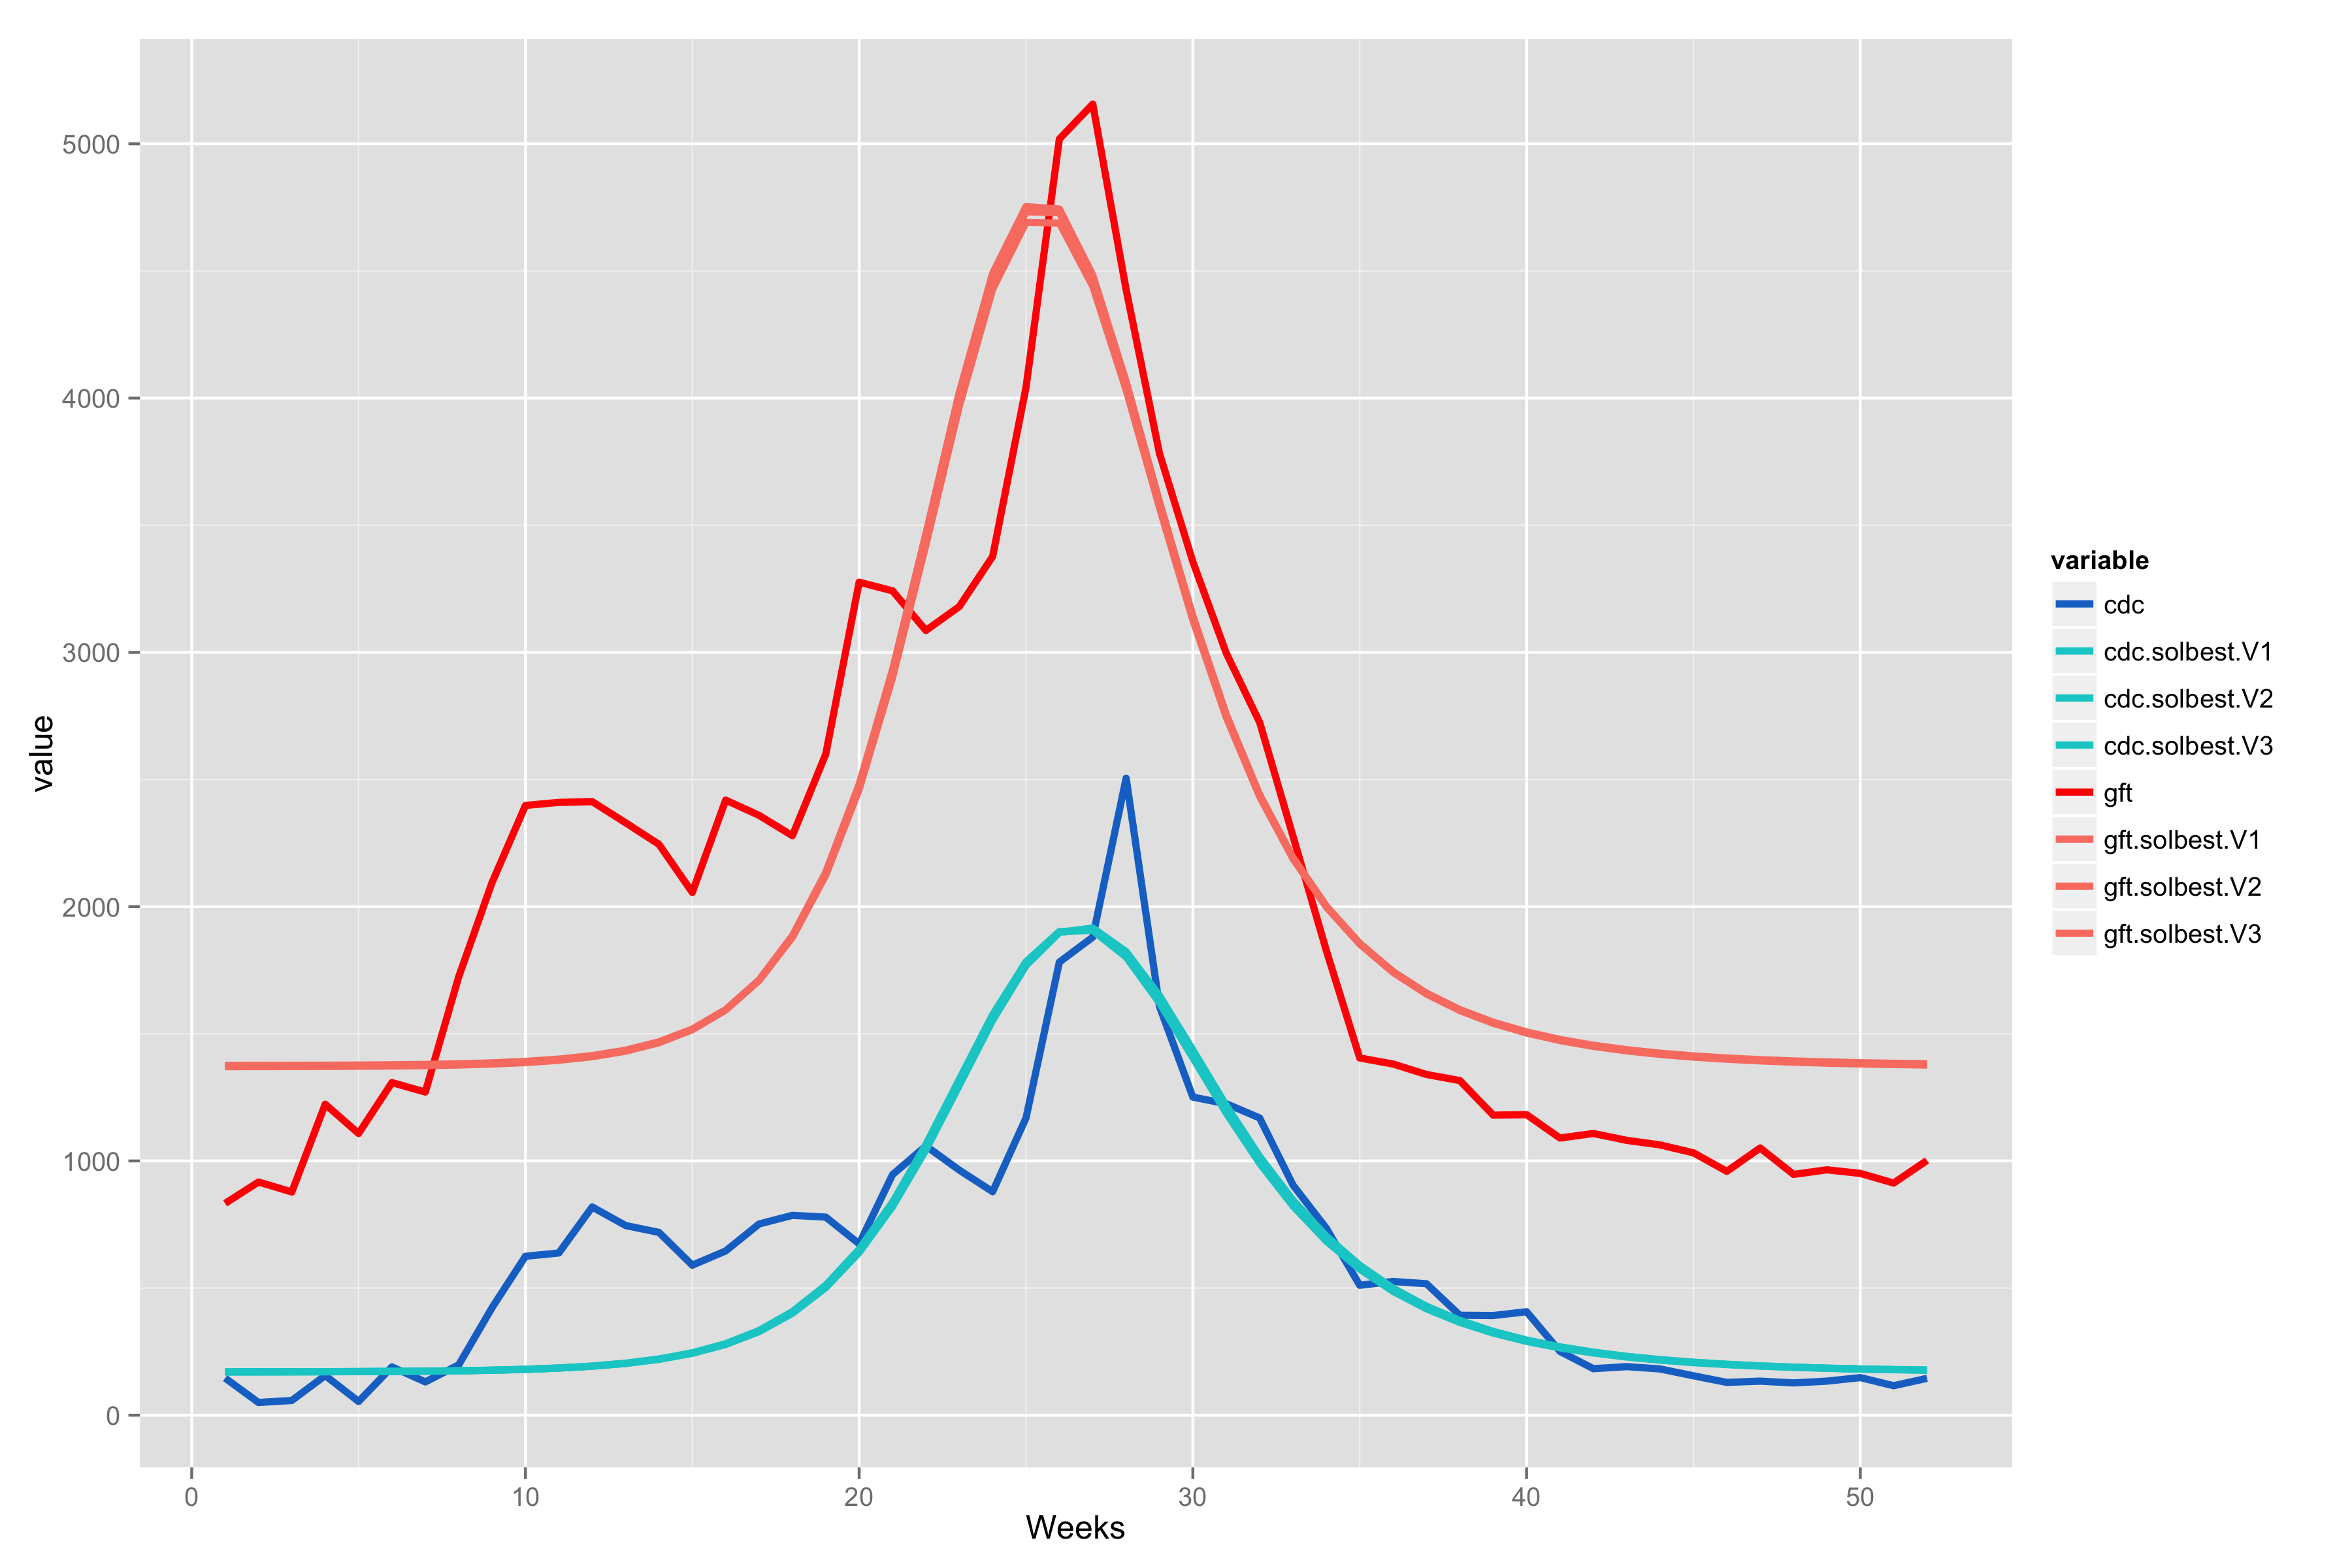 5000
4000
3000
2000
1000
0
value
0 10 20 30 40 50
Weeks
variable
cdc
cdc.solbest.V1
cdc.solbest.V2
cdc.solbest.V3
gft
gft.solbest.V1
gft.solbest.V2
gft.solbest.V3